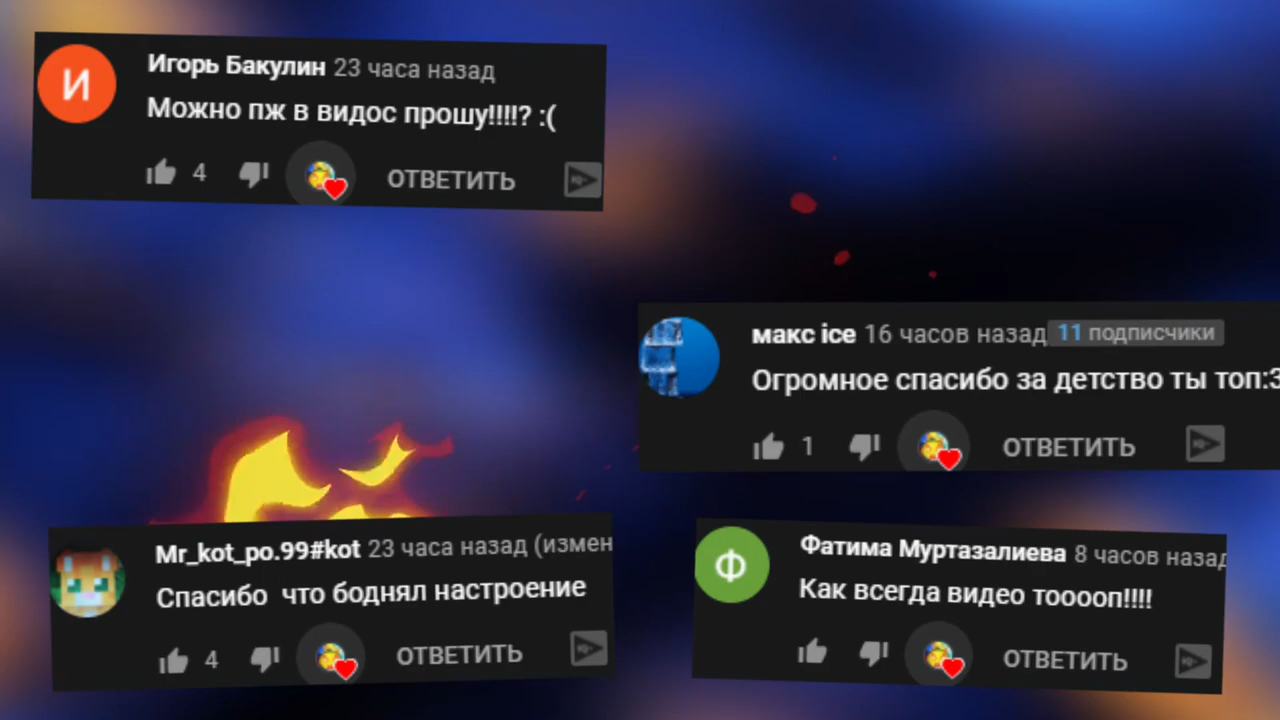 И
Игорь Бакулин 23 часа назад
Можно пж в видос прошу!!!!? :(
4
ОТВЕТИТЬ
макс ice 16 часов назад 11 подписчики
Огромное спасибо за детство ты топ:3
1
ОТВЕТИТЬ
Mr_kot_po.99#kot 23 часа назад (измен
Спасибо что боднял настроение
4
ОТВЕТИТЬ
Ф
Фатима Муртазалиева 8 часов назад
Как всегда видео тооооп!!!!
ОТВЕТИТЬ